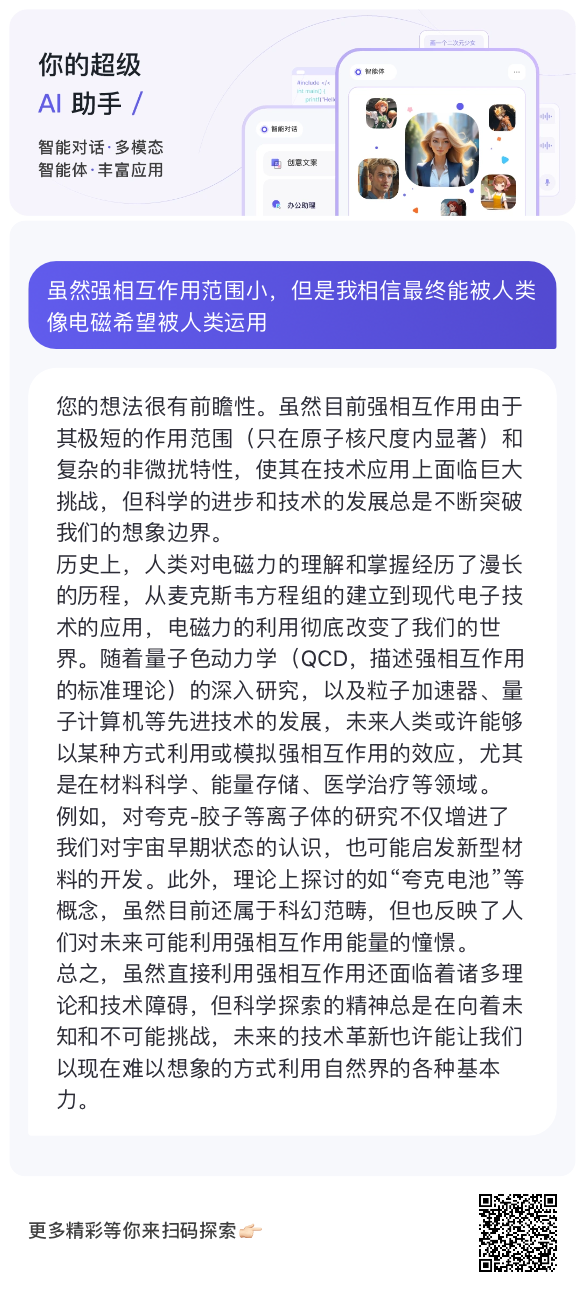 你的超级
AI 助手 /
智能对话·多模态
智能体·丰富应用
画一个二次元少女
#include </>
int main() {
printf("Hello
智能体
智能对话
创意文案
办公助理
虽然强相互作用范围小，但是我相信最终能被人类
像电磁希望被人类运用
您的想法很有前瞻性。虽然目前强相互作用由于
其极短的作用范围（只在原子核尺度内显著）和
复杂的非微扰特性，使其在技术应用上面临巨大
挑战，但科学的进步和技术的发展总是不断突破
我们的想象边界。
历史上，人类对电磁力的理解和掌握经历了漫长
的历程，从麦克斯韦方程组的建立到现代电子技
术的应用，电磁力的利用彻底改变了我们的世
界。随着量子色动力学（QCD，描述强相互作用
的标准理论）的深入研究，以及粒子加速器、量
子计算机等先进技术的发展，未来人类或许能够
以某种方式利用或模拟强相互作用的效应，尤其
是在材料科学、能量存储、医学治疗等领域。
例如，对夸克-胶子等离子体的研究不仅增进了
我们对宇宙早期状态的认识，也可能启发新型材
料的开发。此外，理论上探讨的如“夸克电池”等
概念，虽然目前还属于科幻范畴，但也反映了人
们对未来可能利用强相互作用能量的憧憬。
总之，虽然直接利用强相互作用还面临着诸多理
论和技术障碍，但科学探索的精神总是在向着未
知和不可能挑战，未来的技术革新也许能让我们
以现在难以想象的方式利用自然界的各种基本
力。
更多精彩等你来扫码探索👉🏻